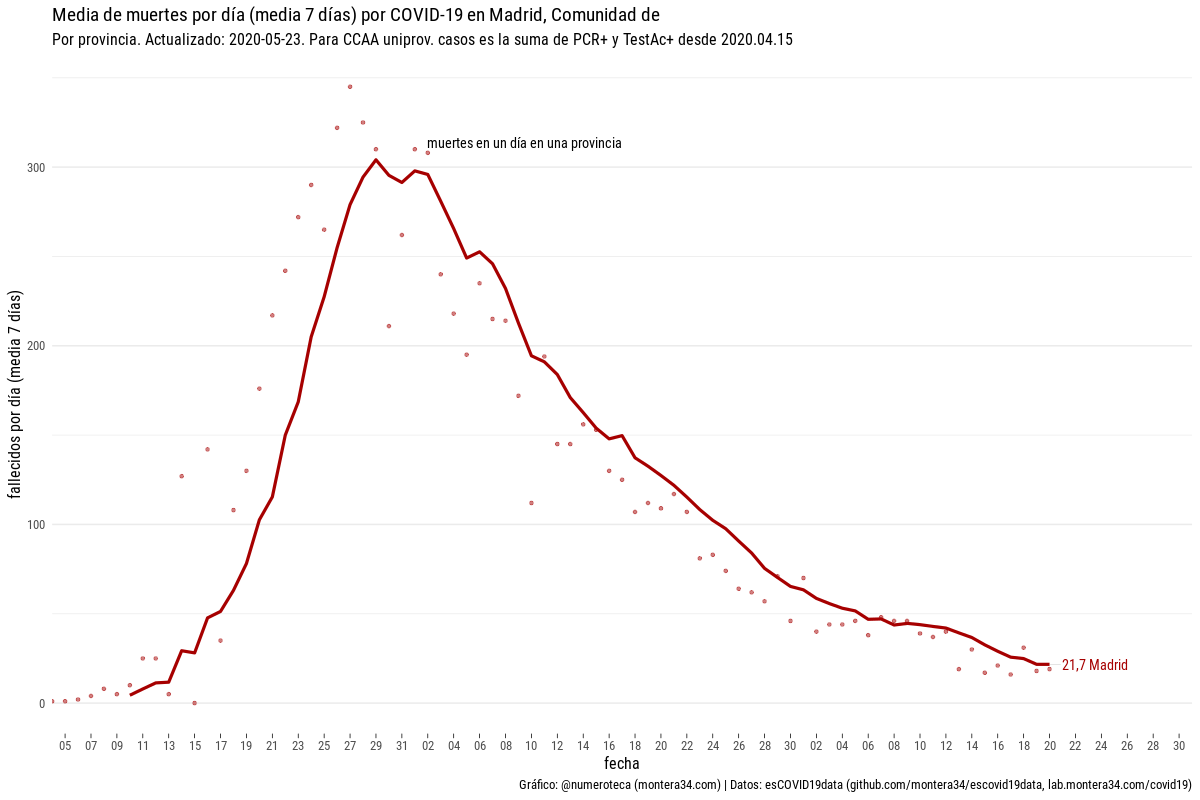 Media de muertes por día (media 7 días) por COVID-19 en Madrid, Comunidad de
Por provincia. Actualizado: 2020-05-23. Para CCAA uniprov. casos es la suma de PCR+ y TestAc+ desde 2020.04.15
fallecidos por día (media 7 días)
300
200
100
0
muertes en un día en una provincia
21,7 Madrid
05 07 09 11 13 15 17 19 21 23 25 27 29 31 02 04 06 08 10 12 14 16 18 20 22 24 26 28 30 02 04 06 08 10 12 14 16 18 20 22 24 26 28 30
fecha
Gráfico: @numeroteca (montera34.com) | Datos: esCOVID19data (github.com/montera34/escovid19data, lab.montera34.com/covid19)